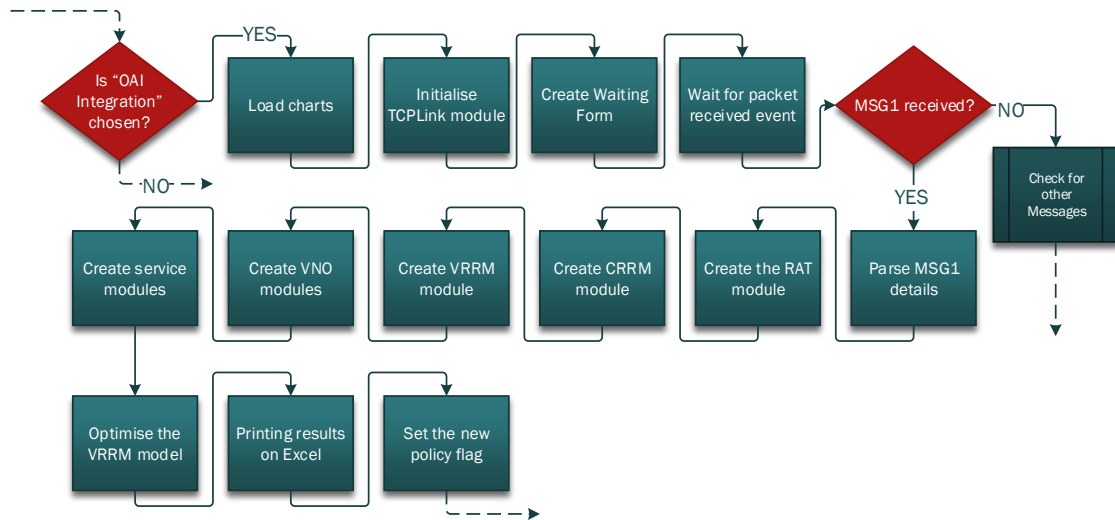 YES
Is “OAI
Integration”
chosen?
Load charts
Initialise
TCPLink module
Create Waiting
Form
Wait for packet
received event
MSG1 received?
NO
NO
YES
Check for
other
Messages
Create service
modules
Create VNO
modules
Create VRRM
module
Create CRRM
module
Create the RAT
module
Parse MSG1
details
Optimise the
VRRM model
Printing results
on Excel
Set the new
policy flag